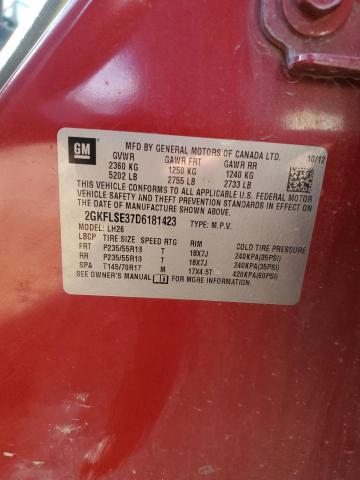 GM
MFD BY GENERAL MOTORS OF CANADA LTD.
10/12
GVWR GAWR FRT GAWR RR
2360 KG 1250 KG 1240 KG
5202 LB 2755 LB 2733 LB
THIS VEHICLE CONFORMS TO ALL APPLICABLE U.S. FEDERAL MOTOR
VEHICLE SAFETY, BUMPER, AND THEFT PREVENTION STANDARDS
IN EFFECT ON THE DATE OF MANUFACTURE SHOWN ABOVE.
2GKFLSE37D6181423 TYPE: M.P.V.
MODEL: LH26
LBCP TIRE SIZE SPEED RTG RIM COLD TIRE PRESSURE
FRT P235/55R18 T 18X7J 240KPA(35PSI)
RR P235/55R18 T 18X7J 240KPA(35PSI)
SPA T145/70R17 M 17X4.5T 420KPA(60PSI)
SEE OWNER'S MANUAL FOR MORE INFORMATION.